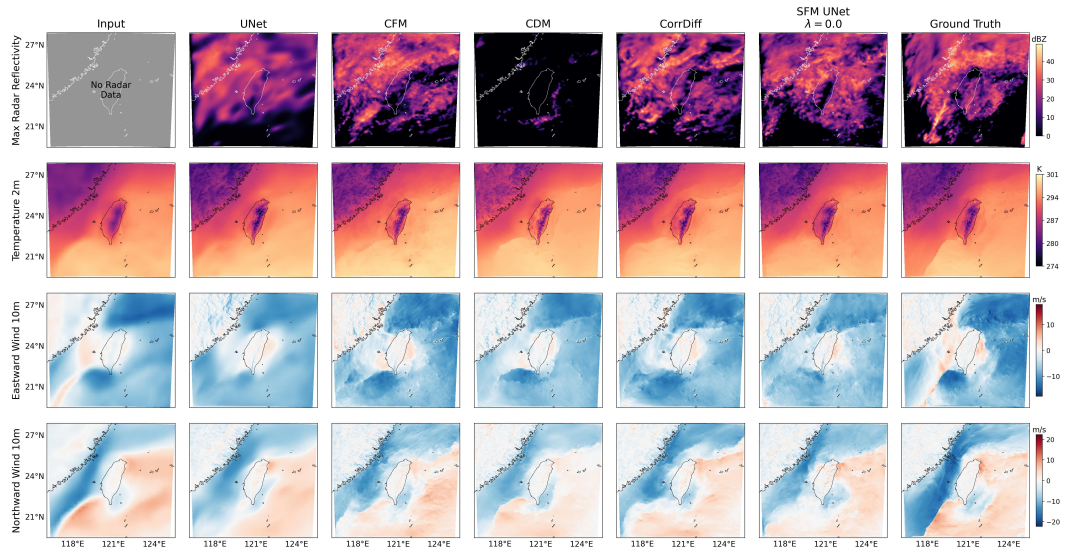 Input
UNet
CFM
CDM
CorrDiff
SFM UNet
λ = 0.0
Ground Truth
Max Radar Reflectivity
27°N
24°N
21°N
No Radar
Data
dBZ
40
30
20
10
0
Temperature 2m
27°N
24°N
21°N
K
301
294
287
280
274
Eastward Wind 10m
27°N
24°N
21°N
m/s
10
0
−10
Northward Wind 10m
27°N
24°N
21°N
m/s
20
10
0
−10
−20
118°E 121°E 124°E
118°E 121°E 124°E
118°E 121°E 124°E
118°E 121°E 124°E
118°E 121°E 124°E
118°E 121°E 124°E
118°E 121°E 124°E